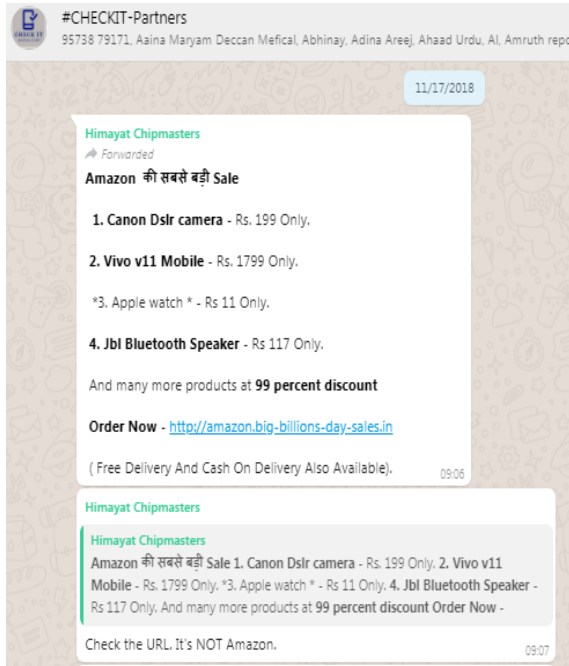 CHECK IT
#CHECKIT-Partners
95738 79171, Aaina Maryam Deccan Mefical, Abhinay, Adina Areej, Ahaad Urdu, Al, Amruth repo
11/17/2018
Himayat Chipmasters
Forwarded
Amazon की सबसे बड़ी Sale
1. Canon Dslr camera - Rs. 199 Only.
2. Vivo v11 Mobile - Rs. 1799 Only.
*3. Apple watch * - Rs 11 Only.
4. Jbl Bluetooth Speaker - Rs 117 Only.
And many more products at 99 percent discount
Order Now - http://amazon.big-billions-day-sales.in
( Free Delivery And Cash On Delivery Also Available).
09:06
Himayat Chipmasters
Himayat Chipmasters
Amazon की सबसे बड़ी Sale 1. Canon Dslr camera - Rs. 199 Only. 2. Vivo v11
Mobile - Rs. 1799 Only. *3. Apple watch * - Rs 11 Only. 4. Jbl Bluetooth Speaker -
Rs 117 Only. And many more products at 99 percent discount Order Now -
Check the URL. It's NOT Amazon.
09:07